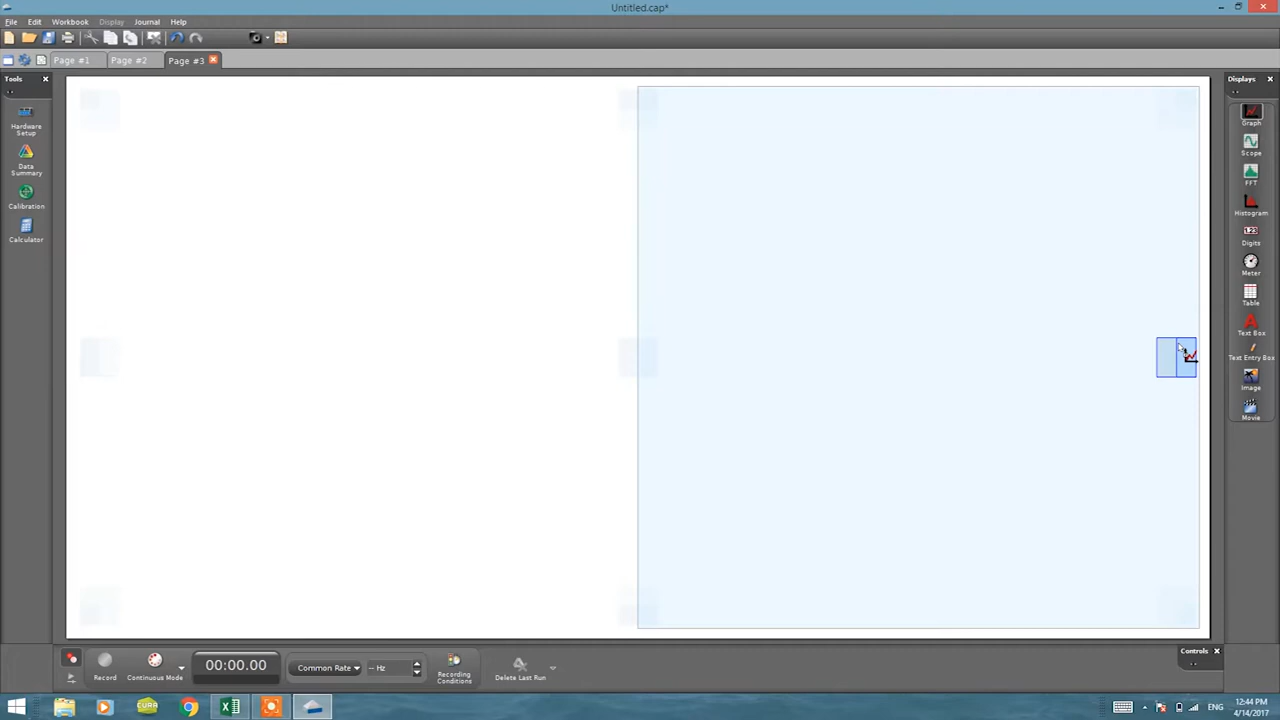 Untitled.cap*
File Edit Workbook Display Journal Help
Page #1 Page #2 Page #3
Tools
Hardware
Setup
Data
Summary
Calibration
Calculator
Displays
Graph
Scope
FFT
Histogram
1.23
Digits
Meter
Table
Text Box
Text Entry Box
Image
Movie
Record
Continuous Mode
00:00.00
Common Rate
-- Hz
Recording
Conditions
Delete Last Run
Controls
CURA
ENG
12:44 PM
4/14/2017